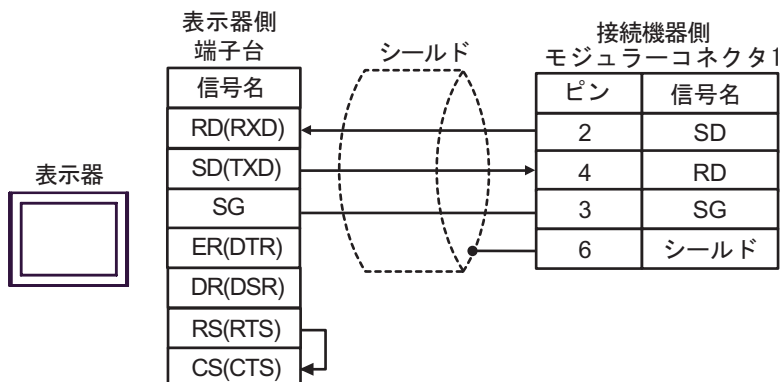 表示器側
端子台
シールド
接続機器側
モジュラーコネクタ1
信号名
ピン 信号名
RD(RXD)
2 SD
SD(TXD)
4 RD
表示器
SG
3 SG
ER(DTR)
6 シールド
DR(DSR)
RS(RTS)
CS(CTS)